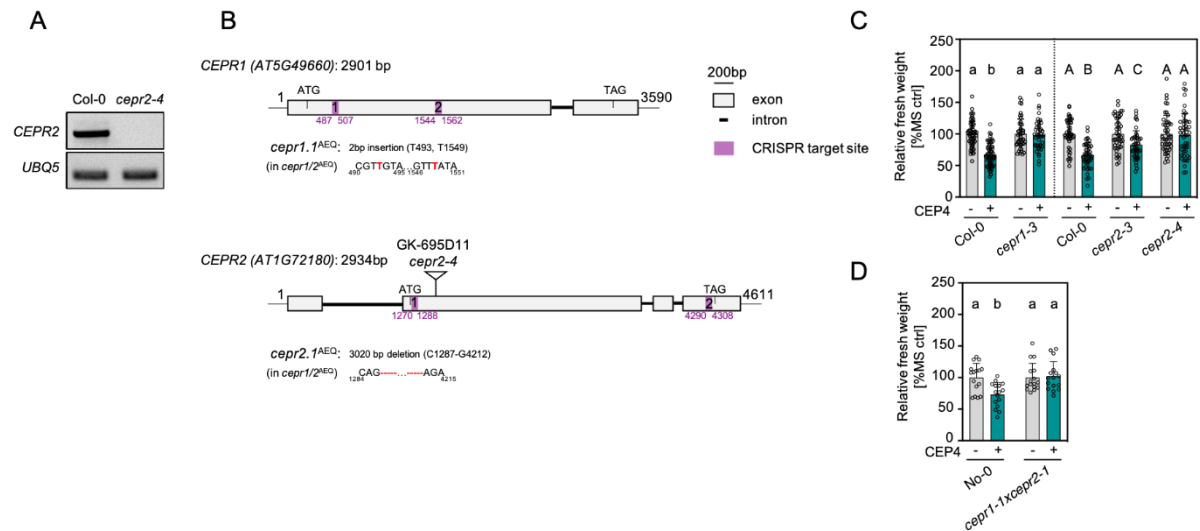 A
Col-0 cepr2-4
CEPR2
UBQ5
B
CEPR1 (AT5G49660): 2901 bp
1 ATG 1 2 TAG 3590
487 507 1544 1562
cepr1.1AEQ: 2bp insertion (T493, T1549)
(in cepr1/2AEQ) CGTTGTA GTTTATA
490 495 1546 1551
200bp
exon
intron
CRISPR target site
GK-695D11
cepr2-4
CEPR2 (AT1G72180): 2934bp
1 ATG 1 TAG 2 4611
1270 1288 4290 4308
cepr2.1AEQ: 3020 bp deletion (C1287-G4212)
(in cepr1/2AEQ) CAG------...-----AGA
1284 4215
C
Relative fresh weight
[%MS ctrl]
250
200
150
100
50
0
a b a a A B A C A A
CEP4 - + - + - + - + - +
Col-0 cepr1-3 Col-0 cepr2-3 cepr2-4
D
Relative fresh weight
[%MS ctrl]
250
200
150
100
50
0
a b a a
CEP4 - + - +
No-0 cepr1-1xcepr2-1